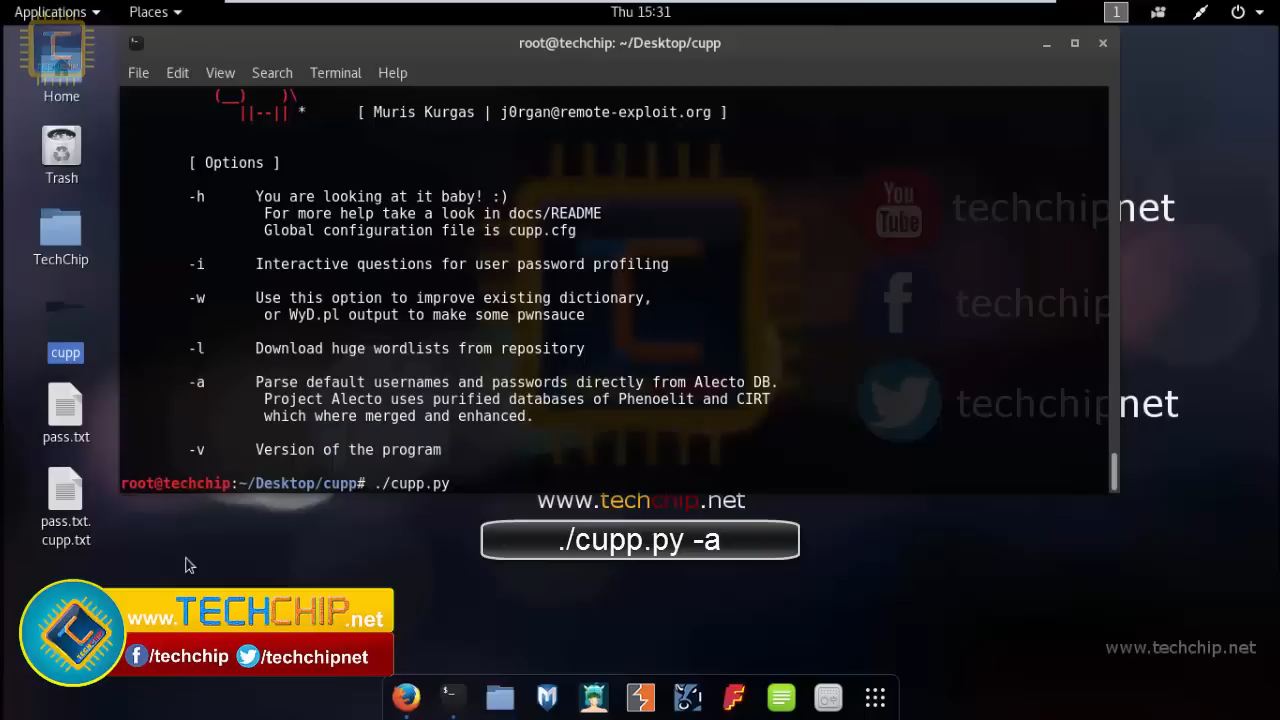 Applications Places Thu 15:31 1
root@techchip: ~/Desktop/cupp
File Edit View Search Terminal Help
(__) )\
||--|| * [ Muris Kurgas | j0rgan@remote-exploit.org ]
[ Options ]
-h You are looking at it baby! :)
For more help take a look in docs/README
Global configuration file is cupp.cfg
-i Interactive questions for user password profiling
-w Use this option to improve existing dictionary,
or WyD.pl output to make some pwnsauce
-l Download huge wordlists from repository
-a Parse default usernames and passwords directly from Alecto DB.
Project Alecto uses purified databases of Phenoelit and CIRT
which where merged and enhanced.
-v Version of the program
root@techchip:~/Desktop/cupp# ./cupp.py
Home
Trash
TechChip
cupp
pass.txt
pass.txt.
cupp.txt
You
Tube
techchipnet
techchipnet
techchipnet
www.techchip.net
./cupp.py -a
www.TECHCHIP.net
/techchip /techchipnet
www.techchip.net